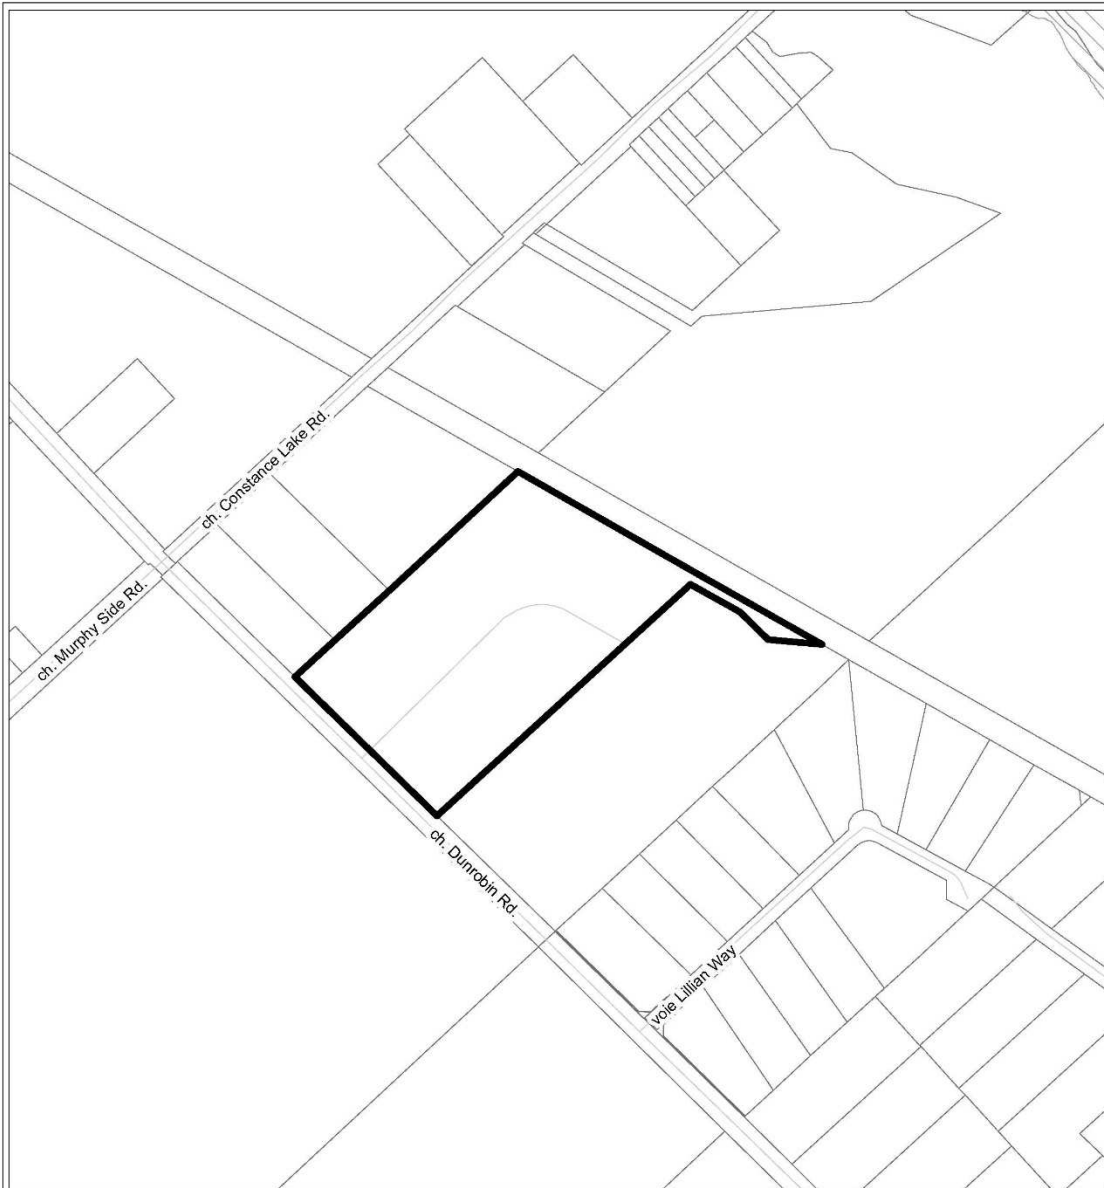 ch. Constance Lake Rd.
ch. Murphy Side Rd.
ch. Dunrobin Rd.
voie Lillian Way